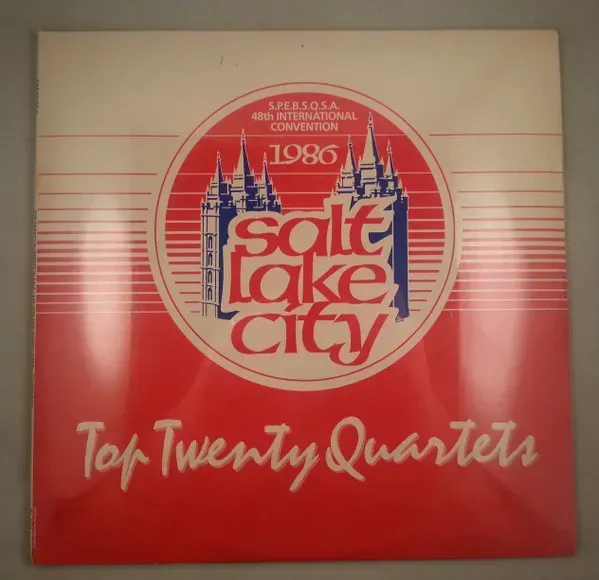 S.P.E.B.S.Q.S.A.
48th INTERNATIONAL
CONVENTION
1986
salt
lake
city
Top Twenty Quartets